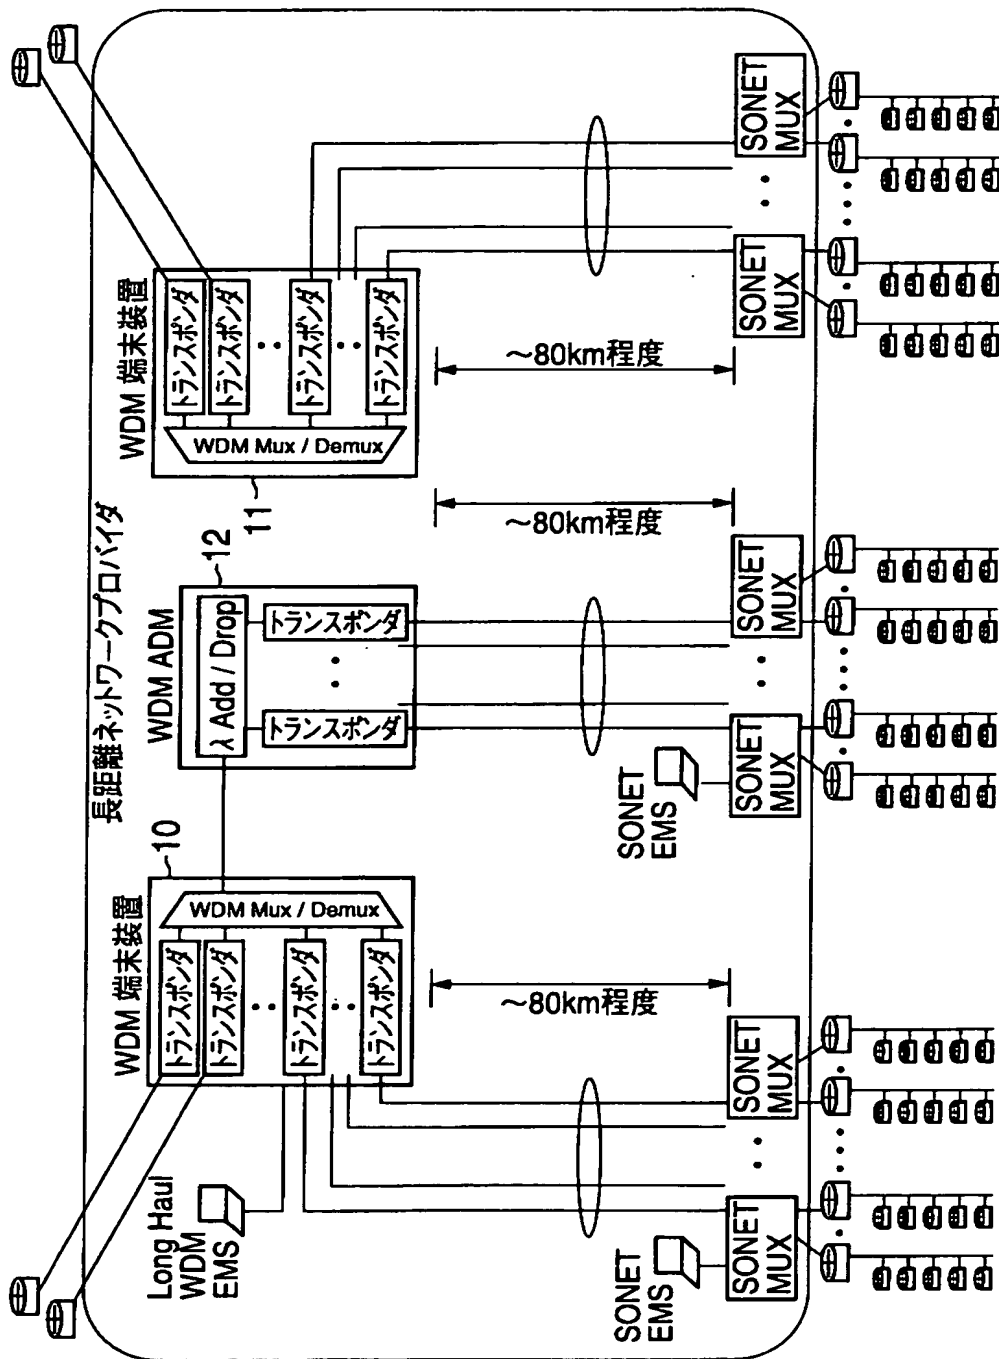 長距離ネットワークプロバイダ
WDM 端末装置
10
トランスポンダ
トランスポンダ
トランスポンダ
トランスポンダ
WDM Mux / Demux
Long Haul
WDM
EMS
WDM ADM
12
λ Add / Drop
トランスポンダ
トランスポンダ
WDM 端末装置
11
WDM Mux / Demux
トランスポンダ
トランスポンダ
トランスポンダ
トランスポンダ
~80km程度
~80km程度
~80km程度
SONET
EMS
SONET
EMS
SONET
MUX
SONET
MUX
SONET
MUX
SONET
MUX
SONET
MUX
SONET
MUX